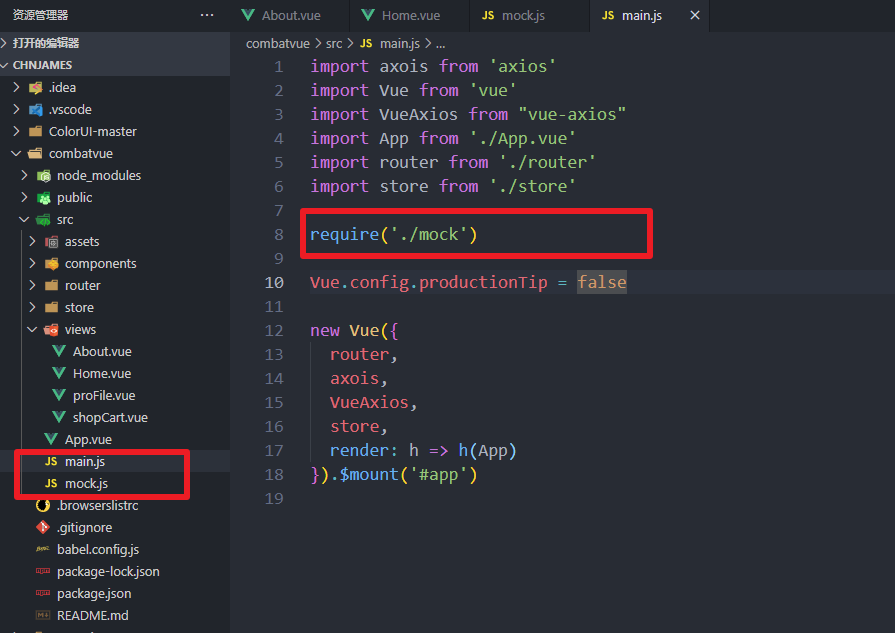 资源管理器
...
打开的编辑器
CHNJAMES
.idea
.vscode
ColorUI-master
combatvue
node_modules
public
src
assets
components
router
store
views
About.vue
Home.vue
proFile.vue
shopCart.vue
App.vue
JS main.js
JS mock.js
.browserslistrc
.gitignore
babel.config.js
package-lock.json
package.json
README.md
About.vue
Home.vue
JS mock.js
JS main.js ×
combatvue > src > JS main.js > ...
1 import axois from 'axios'
2 import Vue from 'vue'
3 import VueAxios from "vue-axios"
4 import App from './App.vue'
5 import router from './router'
6 import store from './store'
7
8 require('./mock')
9
10 Vue.config.productionTip = false
11
12 new Vue({
13 router,
14 axois,
15 VueAxios,
16 store,
17 render: h => h(App)
18 }).$mount('#app')
19